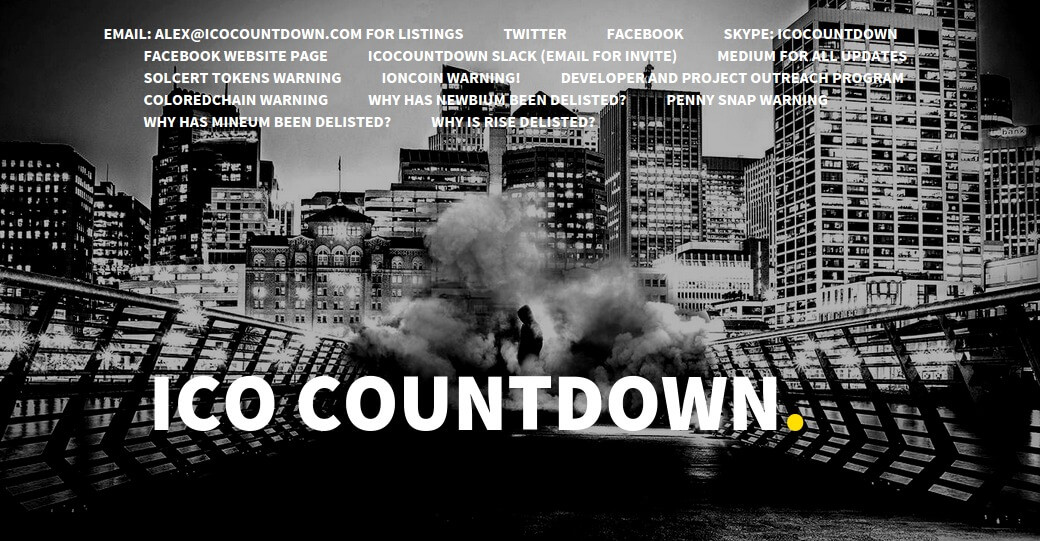 EMAIL: ALEX@ICOCOUNTDOWN.COM FOR LISTINGS TWITTER FACEBOOK SKYPE: ICOCOUNTDOWN
FACEBOOK WEBSITE PAGE ICOCOUNTDOWN SLACK (EMAIL FOR INVITE) MEDIUM FOR ALL UPDATES
SOLCERT TOKENS WARNING IONCOIN WARNING! DEVELOPER AND PROJECT OUTREACH PROGRAM
COLOREDCHAIN WARNING WHY HAS NEWBIUM BEEN DELISTED? PENNY SNAP WARNING
WHY HAS MINEUM BEEN DELISTED? WHY IS RISE DELISTED?
bank
ICO COUNTDOWN.